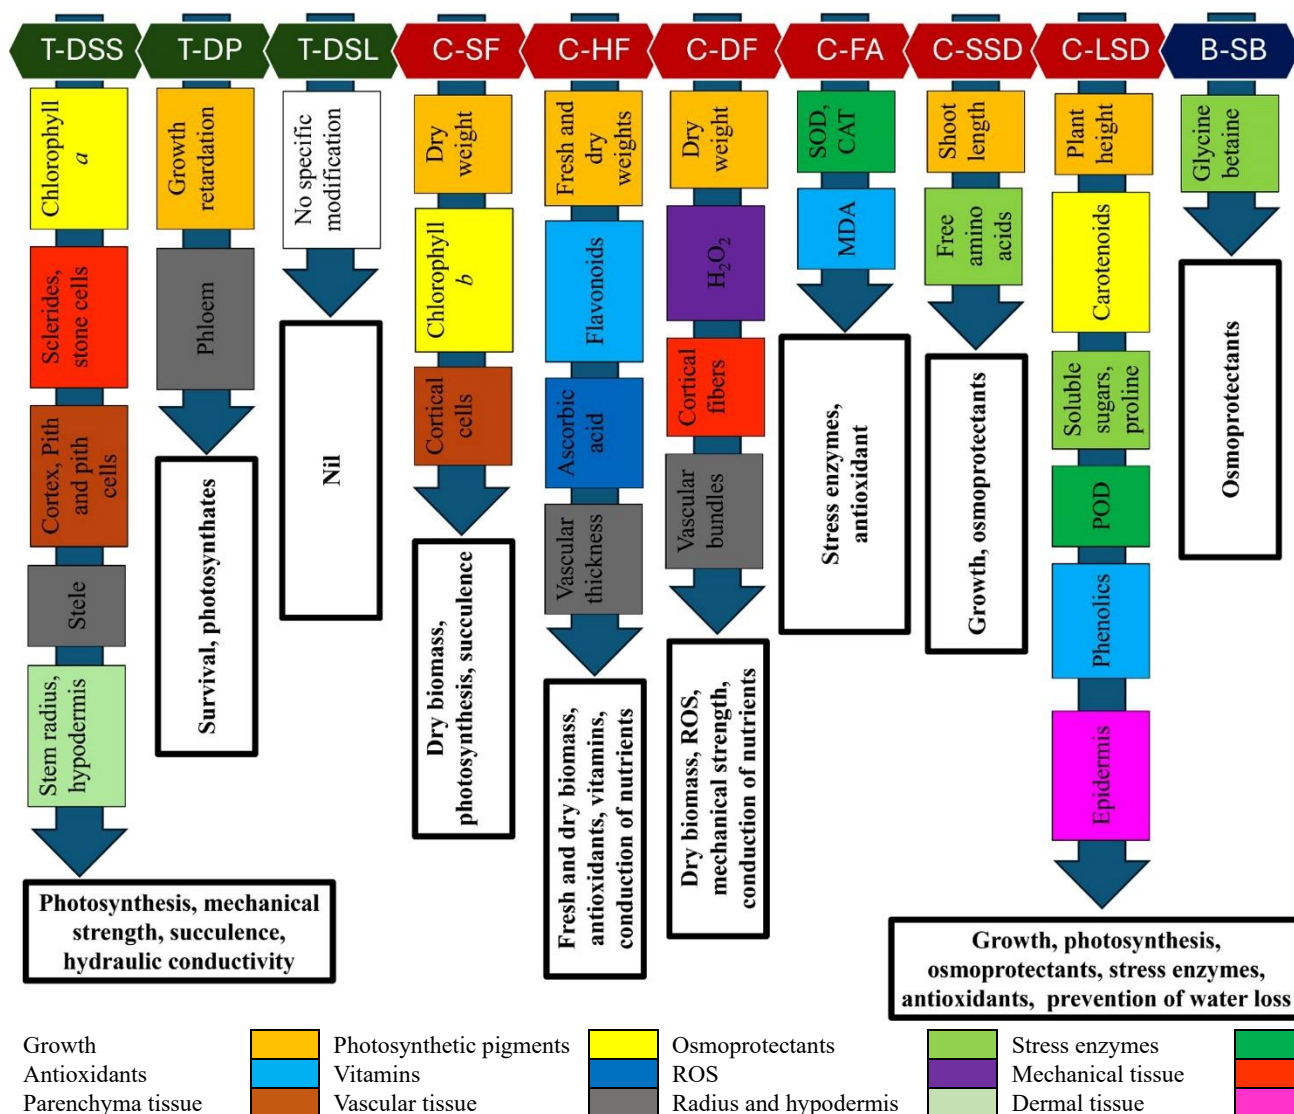 T-DSS
T-DP
T-DSL
C-SF
C-HF
C-DF
C-FA
C-SSD
C-LSD
B-SB
Chlorophyll
a
Sclerides,
stone cells
Cortex, Pith
and pith
cells
Stele
Stem radius,
hypodermis
Photosynthesis, mechanical
strength, succulence,
hydraulic conductivity
Growth
retardation
Phloem
Survival, photosynthates
No specific
modification
Nil
Dry
weight
Chlorophyll
b
Cortical
cells
Dry biomass,
photosynthesis, succulence
Fresh and
dry
weights
Flavonoids
Ascorbic
acid
Vascular
thickness
Fresh and dry biomass,
antioxidants, vitamins,
conduction of nutrients
Dry
weight
H₂O₂
Cortical
fibers
Vascular
bundles
Dry biomass, ROS,
mechanical strength,
conduction of nutrients
SOD,
CAT
MDA
Stress enzymes,
antioxidant
Shoot
length
Free
amino
acids
Growth, osmoprotectants
Plant
height
Carotenoids
Soluble
sugars,
proline
POD
Phenolics
Epidermis
Growth, photosynthesis,
osmoprotectants, stress enzymes,
antioxidants, prevention of water loss
Glycine
betaine
Osmoprotectants
Growth Photosynthetic pigments Osmoprotectants Stress enzymes
Antioxidants Vitamins ROS Mechanical tissue
Parenchyma tissue Vascular tissue Radius and hypodermis Dermal tissue